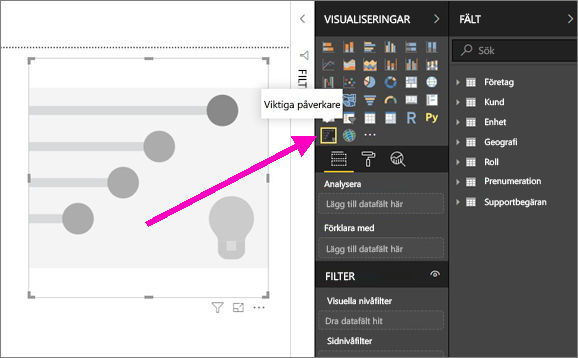 VISUALISERINGAR
FÄLT
FILT
Sök
Viktiga påverkare
R
Py
Företag
Kund
Enhet
Geografi
Roll
Prenumeration
Supportbegäran
Analysera
Lägg till datafält här
Förklara med
Lägg till datafält här
FILTER
Visuella nivåfilter
Dra datafält hit
Sidnivåfilter